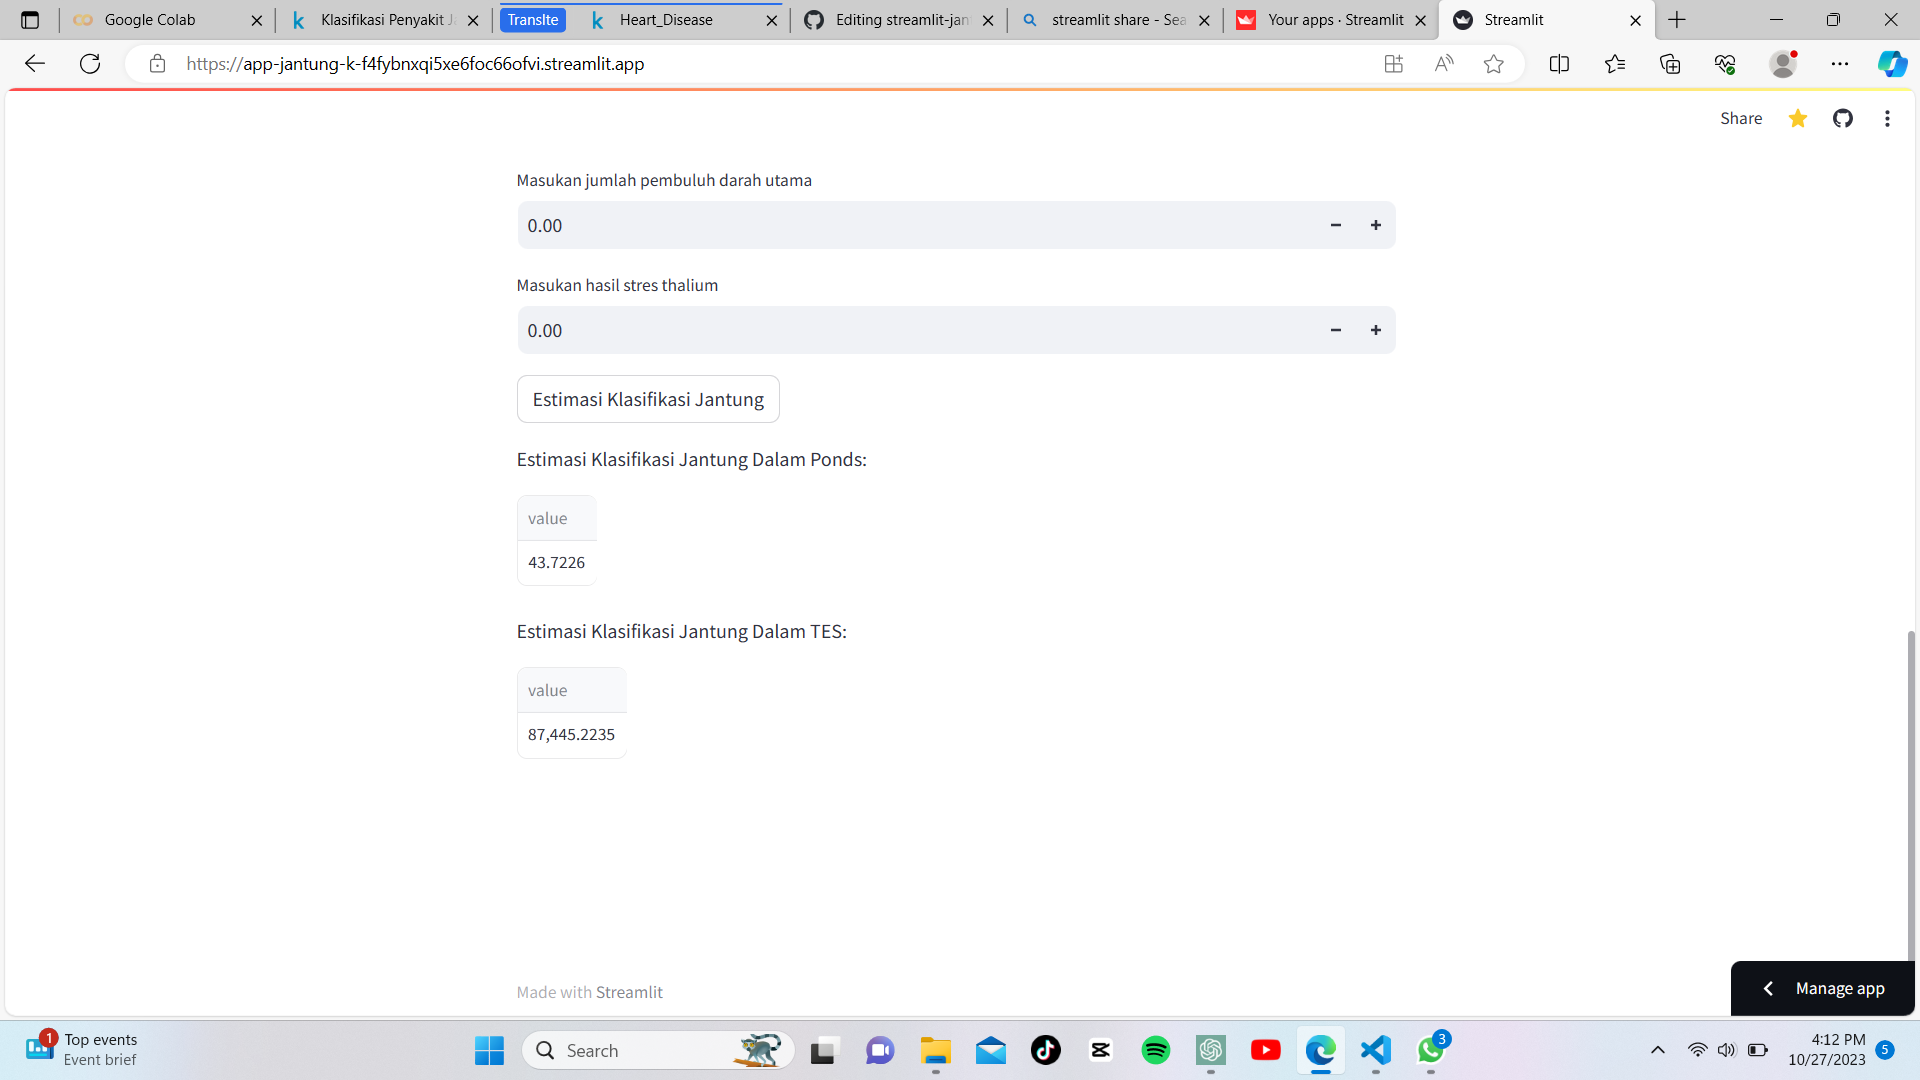 Google Colab
Klasifikasi Penyakit Ja
Translte
Heart_Disease
Editing streamlit-jan
streamlit share - Sea
Your apps · Streamlit
Streamlit
https://app-jantung-k-f4fybnxqi5xe6foc66ofvi.streamlit.app
Share
Masukan jumlah pembuluh darah utama
0.00
Masukan hasil stres thalium
0.00
Estimasi Klasifikasi Jantung
Estimasi Klasifikasi Jantung Dalam Ponds:
value
43.7226
Estimasi Klasifikasi Jantung Dalam TES:
value
87,445.2235
Made with Streamlit
Manage app
1
Top events
Event brief
Search
3
4:12 PM
10/27/2023
5